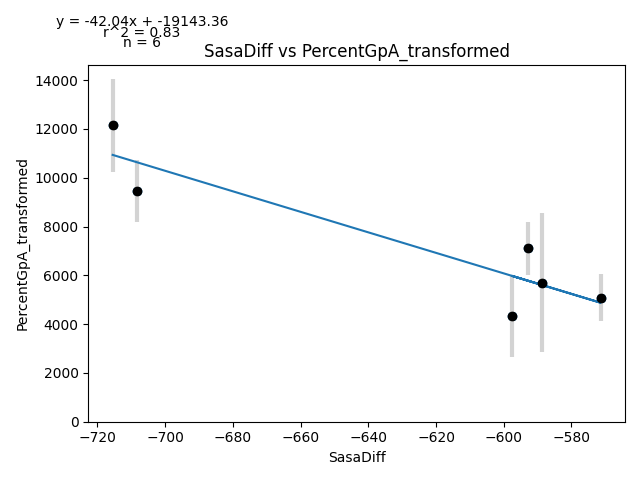 y = -42.04x + -19143.36
r^2 = 0.83
n = 6
SasaDiff vs PercentGpA_transformed
14000
12000
10000
8000
6000
4000
2000
0
PercentGpA_transformed
−720 −700 −680 −660 −640 −620 −600 −580
SasaDiff